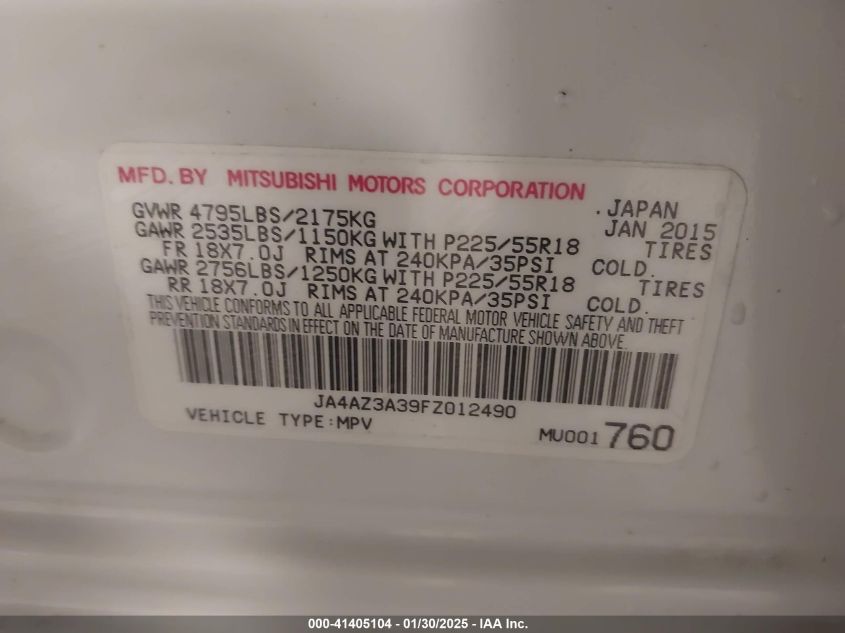 MFD. BY MITSUBISHI MOTORS CORPORATION
.JAPAN
GVWR 4795LBS/2175KG JAN 2015
GAWR 2535LBS/1150KG WITH P225/55R18 TIRES
FR 18X7.0J RIMS AT 240KPA/35PSI COLD.
GAWR 2756LBS/1250KG WITH P225/55R18 TIRES
RR 18X7.0J RIMS AT 240KPA/35PSI COLD.
THIS VEHICLE CONFORMS TO ALL APPLICABLE FEDERAL MOTOR VEHICLE SAFETY AND THEFT
PREVENTION STANDARDS IN EFFECT ON THE DATE OF MANUFACTURE SHOWN ABOVE.
JA4AZ3A39FZ012490
VEHICLE TYPE:MPV MU001 760
000-41405104 - 01/30/2025 - IAA Inc.